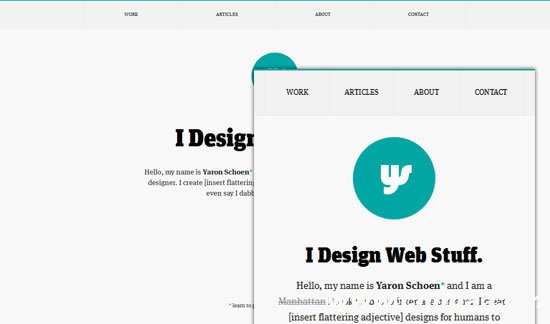 WORK ARTICLES ABOUT CONTACT
I Design
Hello, my name is Yaron Schoen*
designer. I create [insert flattering
even say I dabb
* learn to p
WORK ARTICLES ABOUT CONTACT
ys
I Design Web Stuff.
Hello, my name is Yaron Schoen* and I am a
Manhattan
[insert flattering adjective] designs for humans to